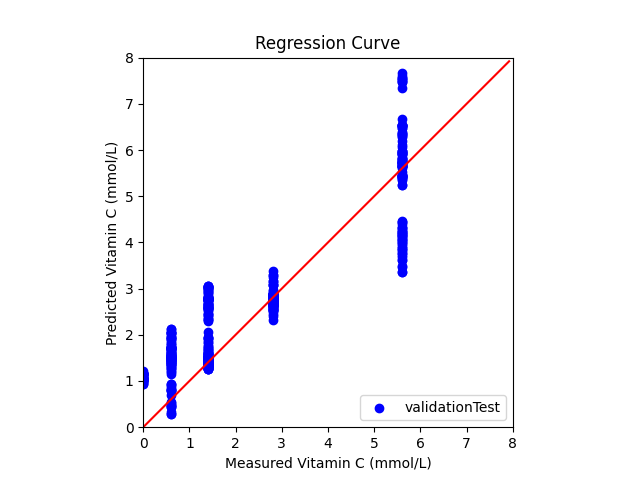 Regression Curve
8
7
6
5
4
3
2
1
0
Predicted Vitamin C (mmol/L)
validationTest
0 1 2 3 4 5 6 7 8
Measured Vitamin C (mmol/L)